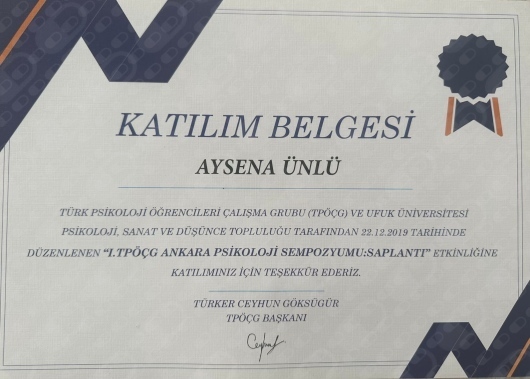 KATILIM BELGESİ
AYSENA ÜNLÜ
TÜRK PSİKOLOJİ ÖĞRENCİLERİ ÇALIŞMA GRUBU (TPÖÇG) VE UFUK ÜNİVERSİTESİ
PSİKOLOJİ, SANAT VE DÜŞÜNCE TOPLULUĞU TARAFINDAN 22.12.2019 TARİHİNDE
DÜZENLENEN “I.TPÖÇG ANKARA PSİKOLOJİ SEMPOZYUMU:SAPLANTI” ETKİNLİĞİNE
KATILIMINIZ İÇİN TEŞEKKÜR EDERİZ.
TÜRKER CEYHUN GÖKSÜGÜR
TPÖÇG BAŞKANI